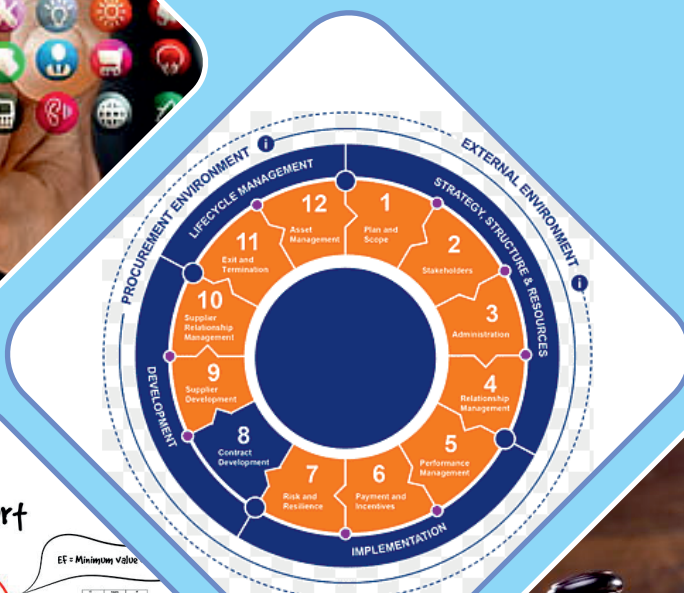 PROCUREMENT ENVIRONMENT i
EXTERNAL ENVIRONMENT i
LIFECYCLE MANAGEMENT
STRATEGY, STRUCTURE & RESOURCES
IMPLEMENTATION
DEVELOPMENT
1
Plan and
Scope
2
Stakeholders
3
Administration
4
Relationship
Management
5
Performance
Management
6
Payment and
Incentives
7
Risk and
Resilience
8
Contract
Development
9
Supplier
Development
10
Supplier
Relationship
Management
11
Exit and
Termination
12
Asset
Management
rt
EF = Minimum value